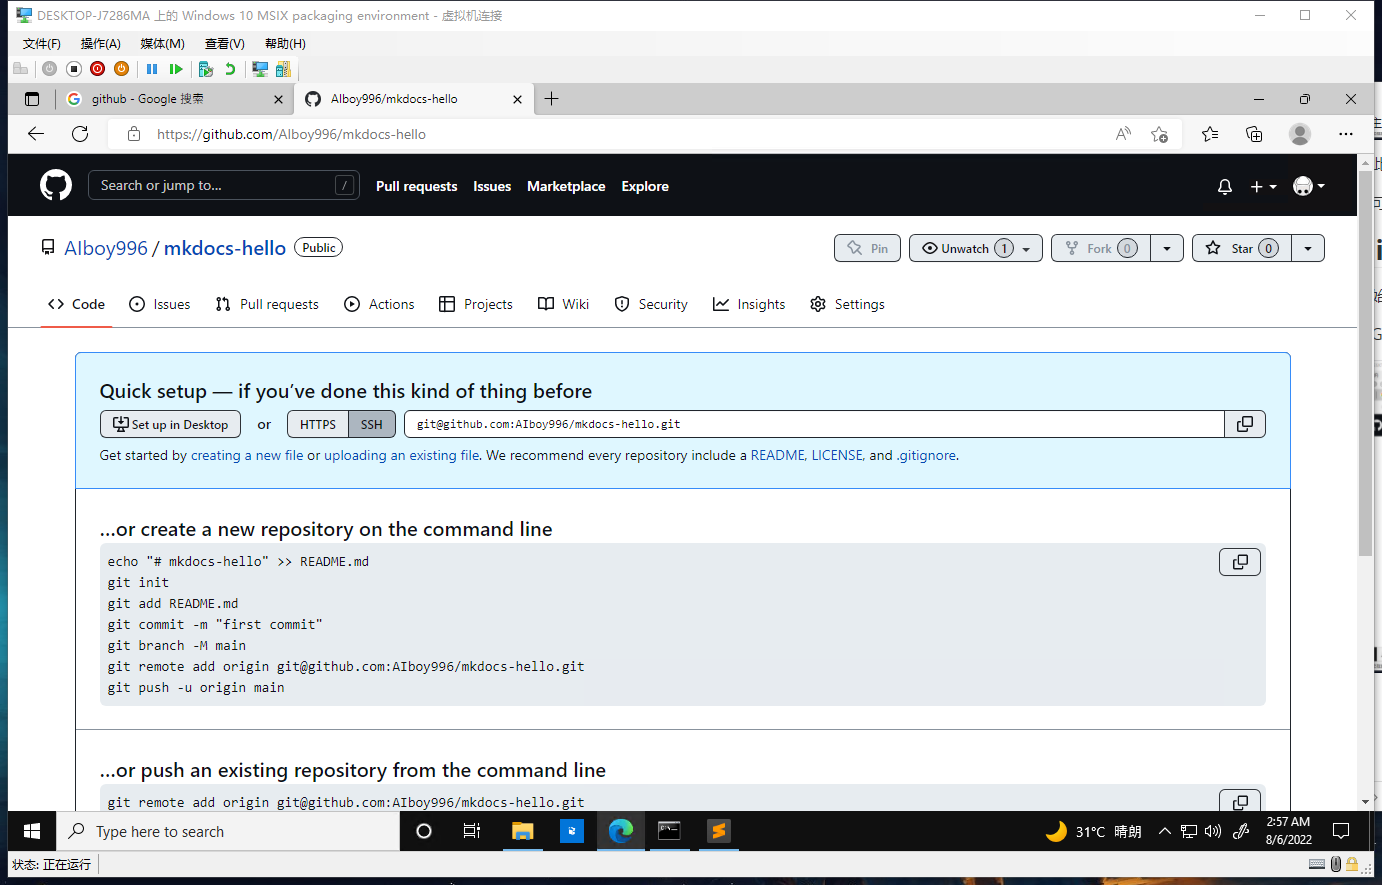 DESKTOP-J7286MA 上的 Windows 10 MSIX packaging environment - 虚拟机连接
文件(F) 操作(A) 媒体(M) 查看(V) 帮助(H)
github - Google 搜索
AIboy996/mkdocs-hello
https://github.com/AIboy996/mkdocs-hello
Search or jump to... /
Pull requests Issues Marketplace Explore
AIboy996 / mkdocs-hello Public
Pin Unwatch 1 Fork 0 Star 0
Code Issues Pull requests Actions Projects Wiki Security Insights Settings
Quick setup — if you’ve done this kind of thing before
Set up in Desktop or HTTPS SSH git@github.com:AIboy996/mkdocs-hello.git
Get started by creating a new file or uploading an existing file. We recommend every repository include a README, LICENSE, and .gitignore.
…or create a new repository on the command line
echo "# mkdocs-hello" >> README.md
git init
git add README.md
git commit -m "first commit"
git branch -M main
git remote add origin git@github.com:AIboy996/mkdocs-hello.git
git push -u origin main
…or push an existing repository from the command line
git remote add origin git@github.com:AIboy996/mkdocs-hello.git
Type here to search
31°C 晴朗
2:57 AM
8/6/2022
状态: 正在运行